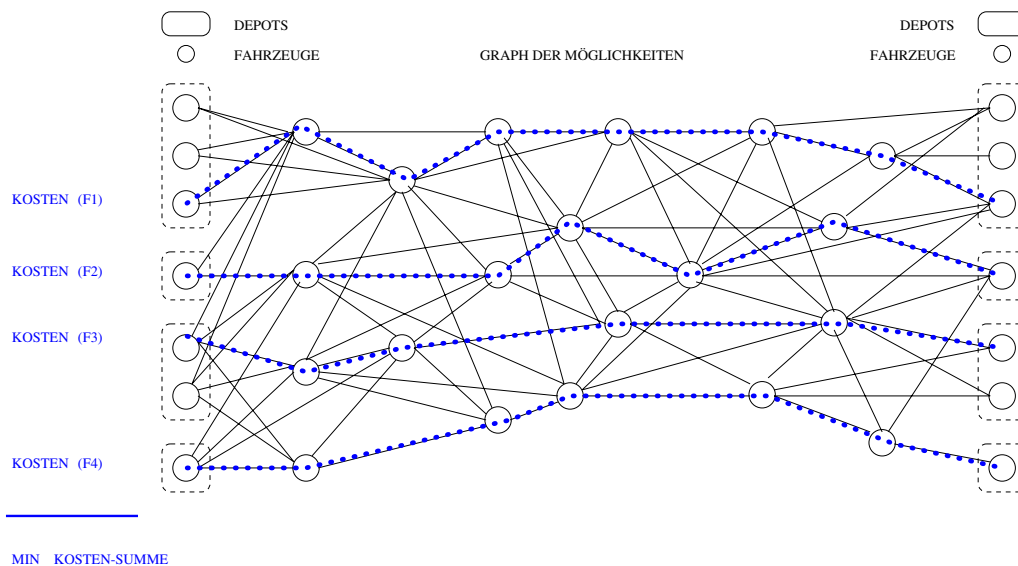 DEPOTS
DEPOTS
FAHRZEUGE
GRAPH DER MÖGLICHKEITEN
FAHRZEUGE
KOSTEN (F1)
KOSTEN (F2)
KOSTEN (F3)
KOSTEN (F4)
MIN KOSTEN-SUMME